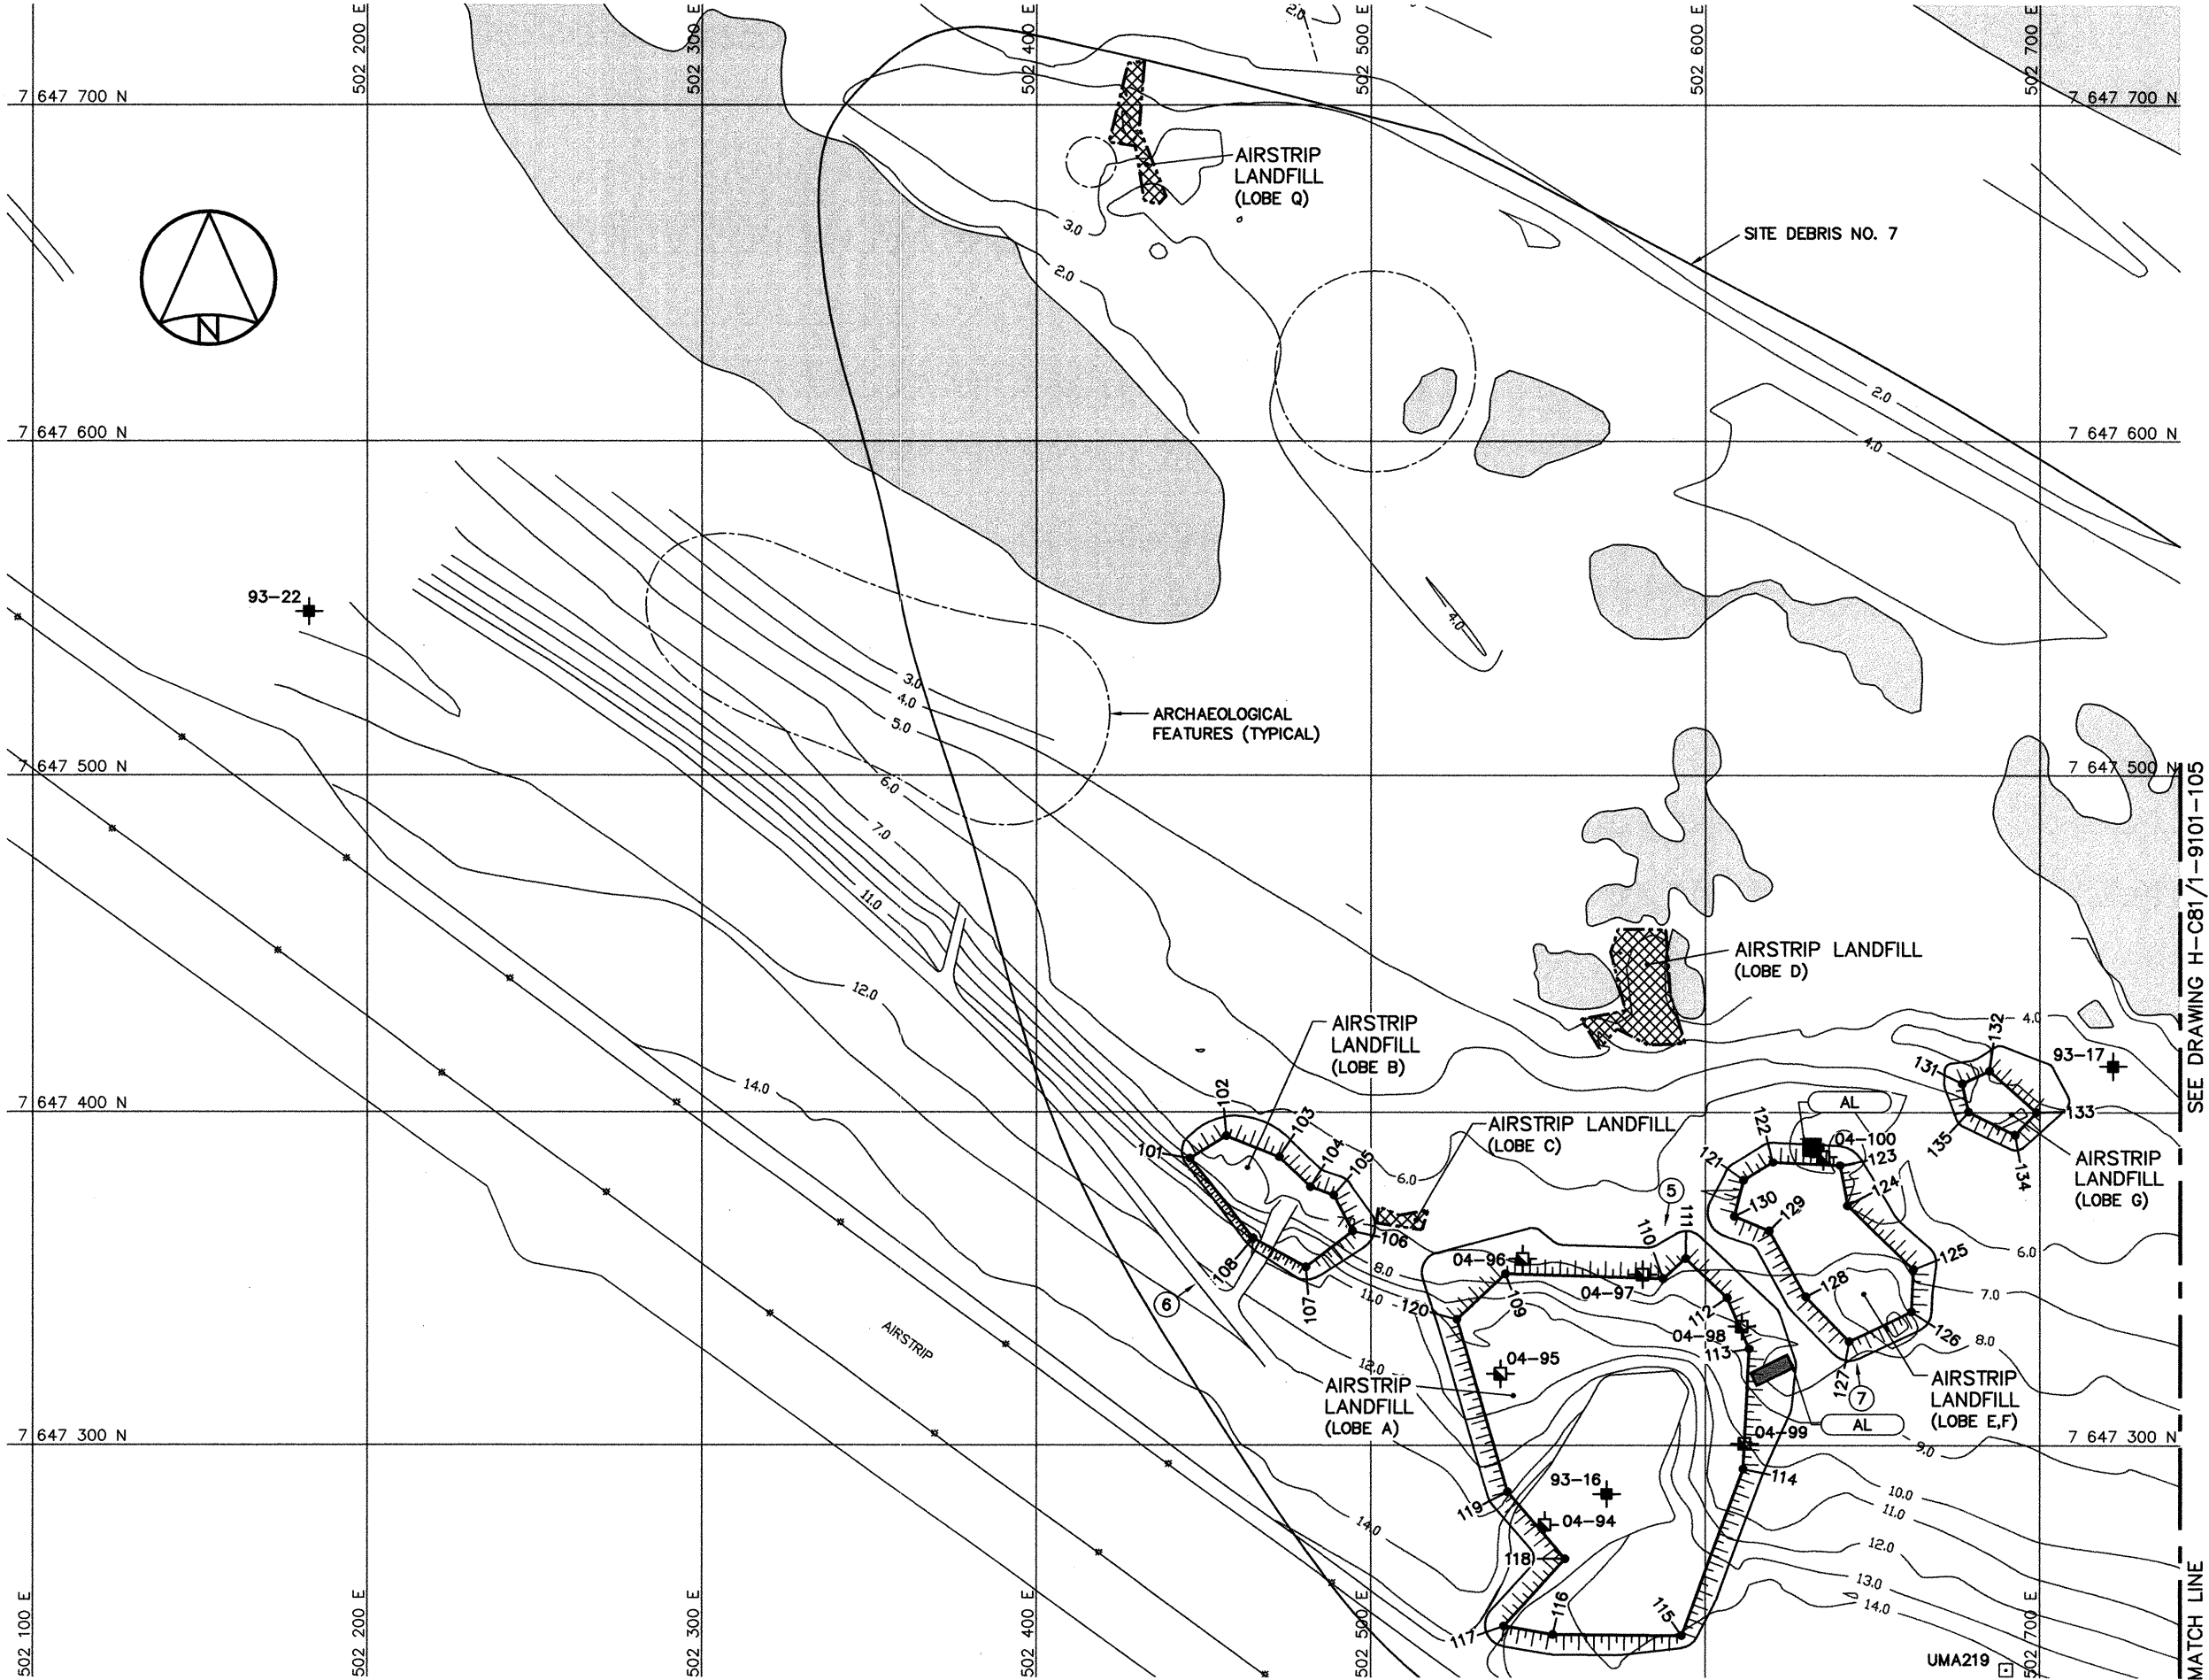 502 200 E
502 300 E
502 400 E
2.0
502 500 E
502 600 E
502 700 E
7 647 700 N
7 647 700 N
AIRSTRIP
LANDFILL
(LOBE Q)
3.0
2.0
SITE DEBRIS NO. 7
N
2.0
4.0
7 647 600 N
7 647 600 N
93-22
4.0
3.0
4.0
5.0
ARCHAEOLOGICAL
FEATURES (TYPICAL)
7 647 500 N
7 647 500 N
6.0
7.0
11.0
12.0
14.0
AIRSTRIP LANDFILL
(LOBE D)
AIRSTRIP
LANDFILL
(LOBE B)
4.0
132
93-17
131
133
135
134
AIRSTRIP
LANDFILL
(LOBE G)
7 647 400 N
102
103
104
105
101
106
107
108
6.0
AIRSTRIP LANDFILL
(LOBE C)
AL
04-100
122
123
121
124
130
129
125
128
126
127
5
111
110
6.0
7.0
8.0
04-96
04-97
109
112
04-98
113
8.0
11.0
120
6
12.0
04-95
AIRSTRIP
LANDFILL
(LOBE A)
7
AIRSTRIP
LANDFILL
(LOBE E,F)
AL
04-99
9.0
AIRSTRIP
7 647 300 N
7 647 300 N
114
93-16
04-94
119
118
14.0
10.0
11.0
12.0
13.0
14.0
117
116
115
502 100 E
502 200 E
502 300 E
502 400 E
502 500 E
502 700 E
UMA219
SEE DRAWING H-C81/1-9101-105
MATCH LINE